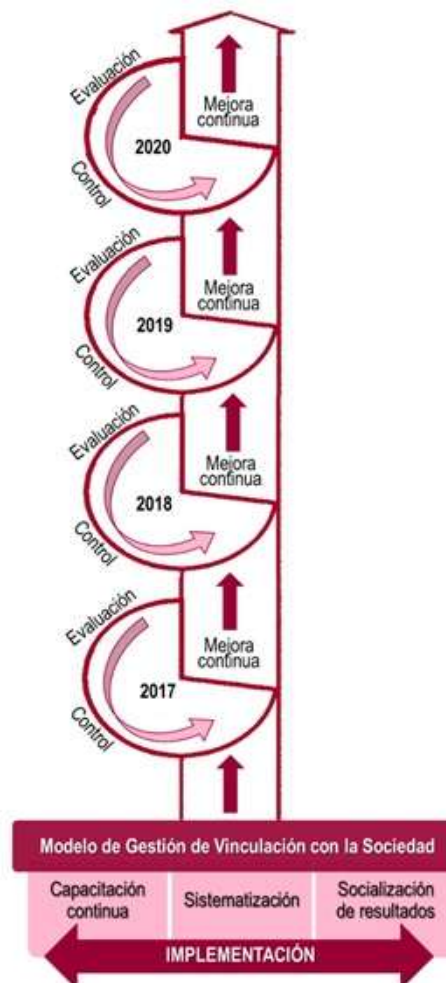 Evaluación
Mejora
continua
2020
Control
Evaluación
Mejora
continua
2019
Control
Evaluación
Mejora
continua
2018
Control
Evaluación
Mejora
continua
2017
Control
Modelo de Gestión de Vinculación con la Sociedad
Capacitación
continua
Sistematización
Socialización
de resultados
IMPLEMENTACIÓN